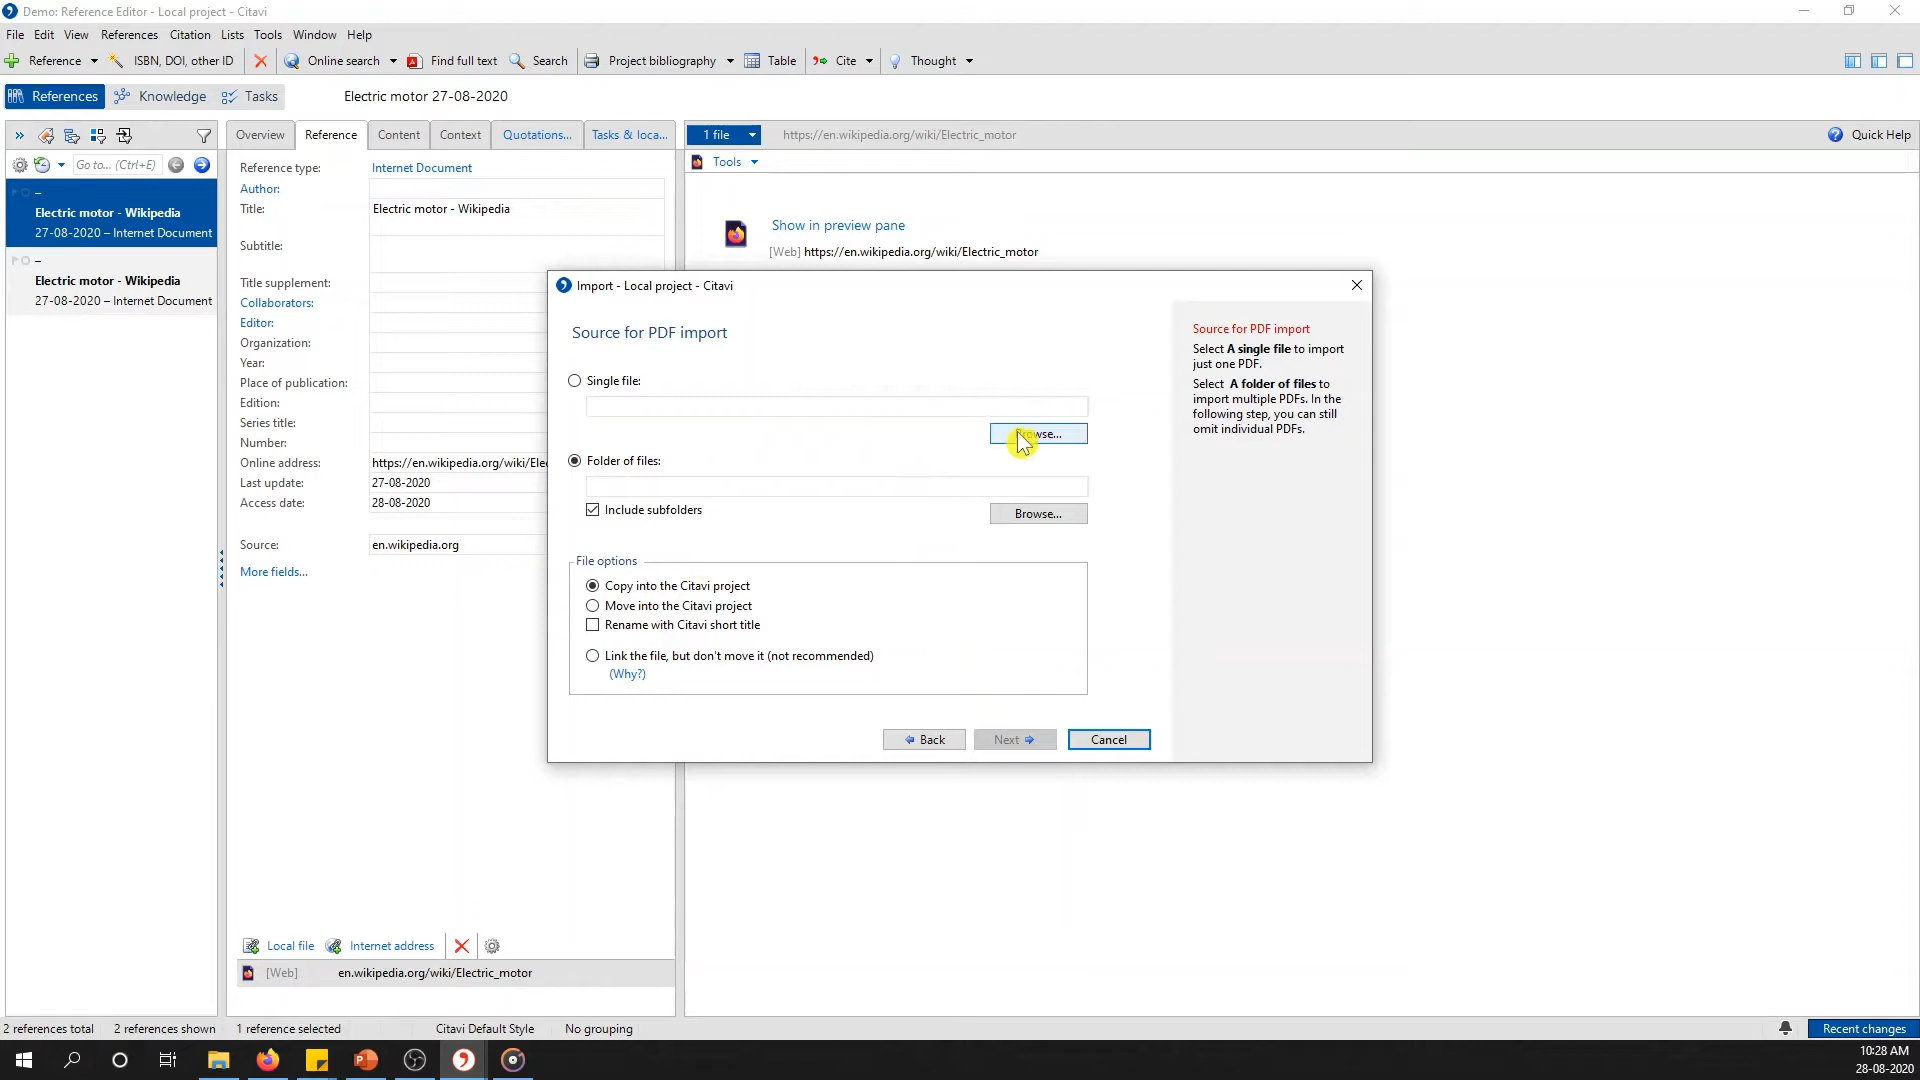 Demo: Reference Editor - Local project - Citavi
File Edit View References Citation Lists Tools Window Help
Reference ISBN, DOI, other ID Online search Find full text Search Project bibliography Table Cite Thought
References Knowledge Tasks Electric motor 27-08-2020
Overview Reference Content Context Quotations... Tasks & loca... 1 file https://en.wikipedia.org/wiki/Electric_motor Quick Help
Go to... (Ctrl+E)
Tools
–
Electric motor - Wikipedia
27-08-2020 – Internet Document
–
Electric motor - Wikipedia
27-08-2020 – Internet Document
Reference type: Internet Document
Author:
Title: Electric motor - Wikipedia
Subtitle:
Title supplement:
Collaborators:
Editor:
Organization:
Year:
Place of publication:
Edition:
Series title:
Number:
Online address: https://en.wikipedia.org/wiki/Ele
Last update: 27-08-2020
Access date: 28-08-2020
Source: en.wikipedia.org
More fields...
Show in preview pane
[Web] https://en.wikipedia.org/wiki/Electric_motor
Import - Local project - Citavi
Source for PDF import
Single file:
Browse...
Folder of files:
Include subfolders
Browse...
File options
Copy into the Citavi project
Move into the Citavi project
Rename with Citavi short title
Link the file, but don't move it (not recommended)
(Why?)
Back Next Cancel
Source for PDF import
Select A single file to import
just one PDF.
Select A folder of files to
import multiple PDFs. In the
following step, you can still
omit individual PDFs.
Local file Internet address
[Web] en.wikipedia.org/wiki/Electric_motor
2 references total 2 references shown 1 reference selected Citavi Default Style No grouping Recent changes
10:28 AM
28-08-2020